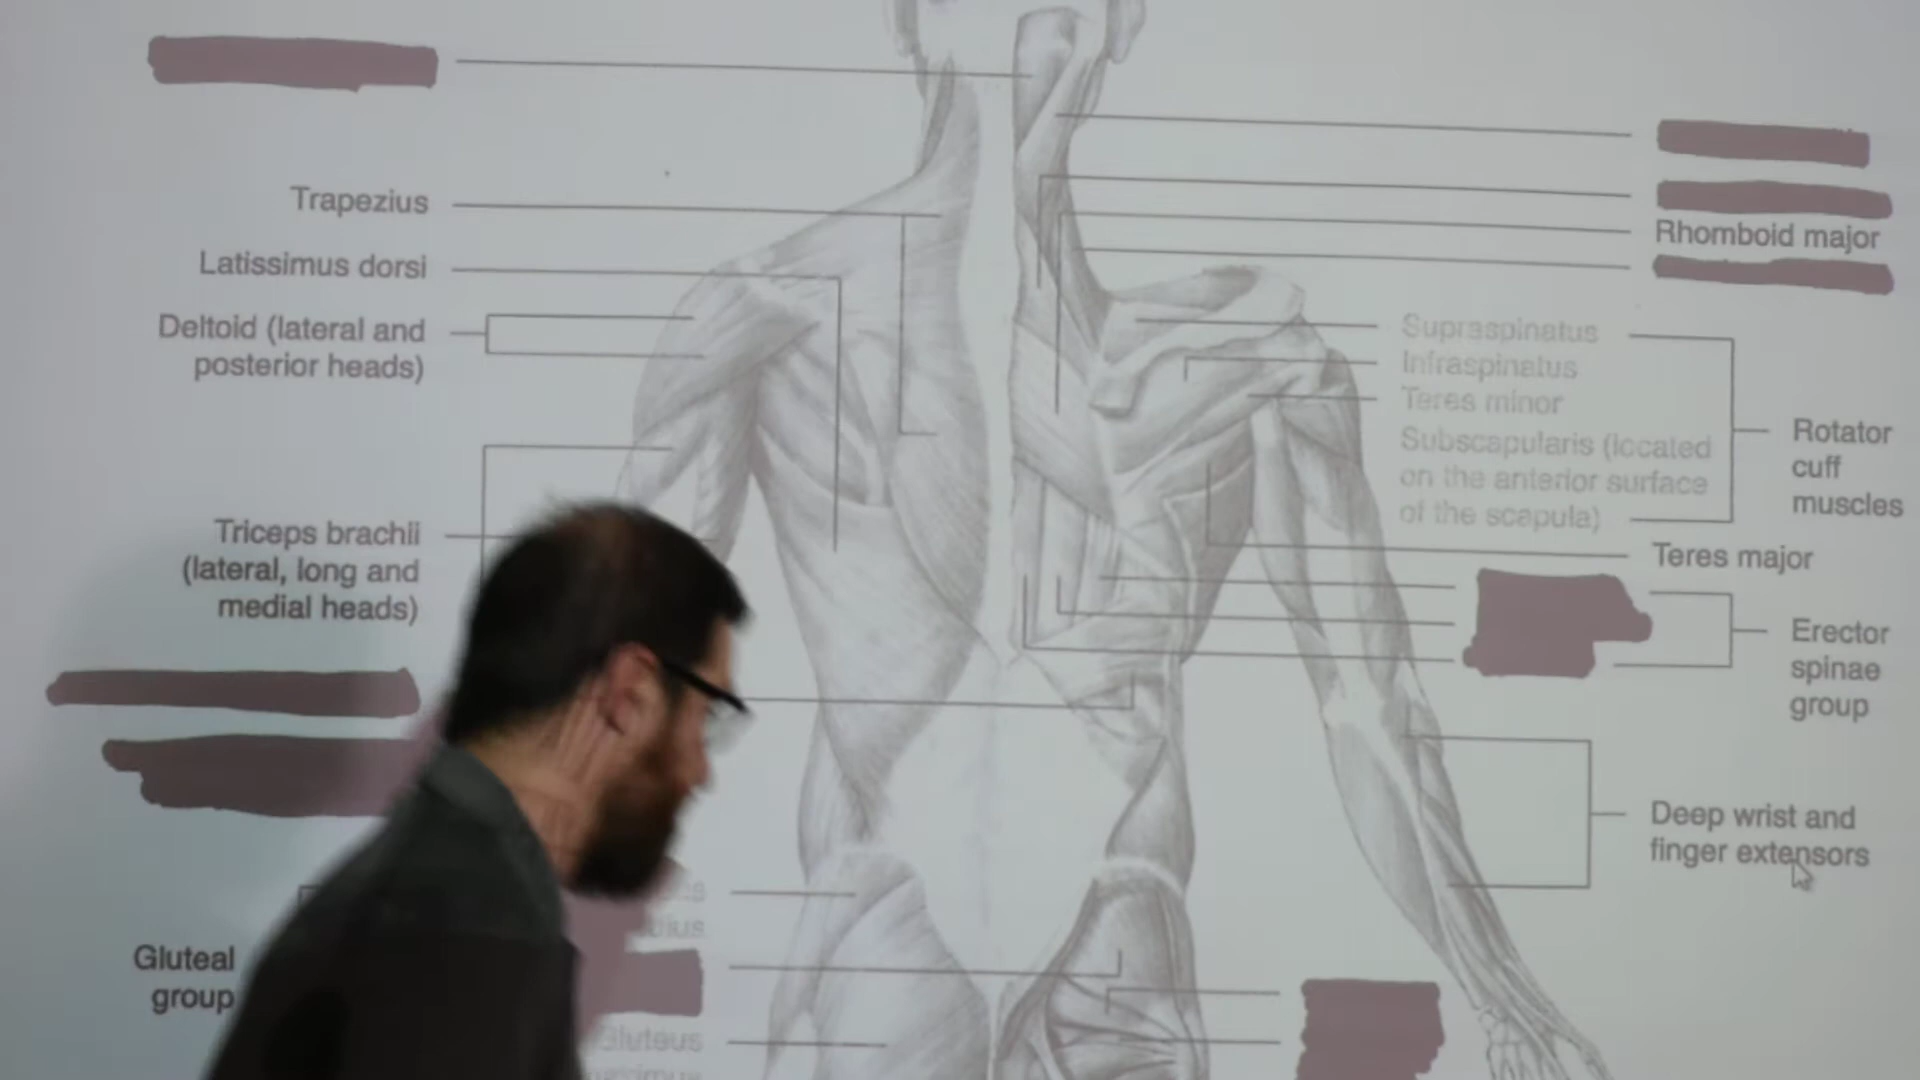 Trapezius
Latissimus dorsi
Deltoid (lateral and
posterior heads)
Triceps brachii
(lateral, long and
medial heads)
Gluteal
group
Gluteus
Rhomboid major
Supraspinatus
Infraspinatus
Teres minor
Subscapularis (located
on the anterior surface
of the scapula)
Rotator
cuff
muscles
Teres major
Erector
spinae
group
Deep wrist and
finger extensors